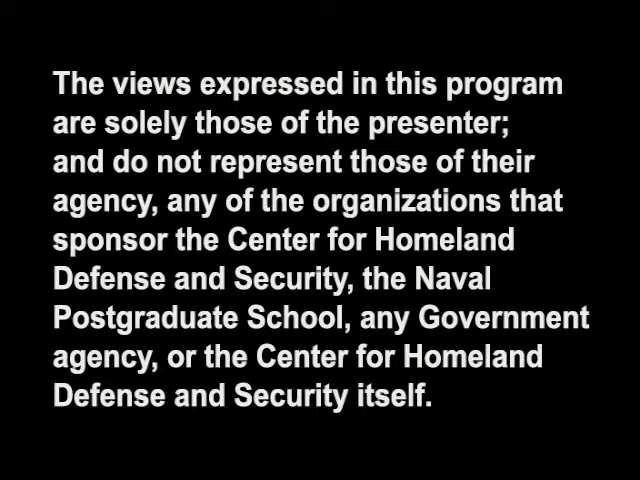 The views expressed in this program
are solely those of the presenter;
and do not represent those of their
agency, any of the organizations that
sponsor the Center for Homeland
Defense and Security, the Naval
Postgraduate School, any Government
agency, or the Center for Homeland
Defense and Security itself.